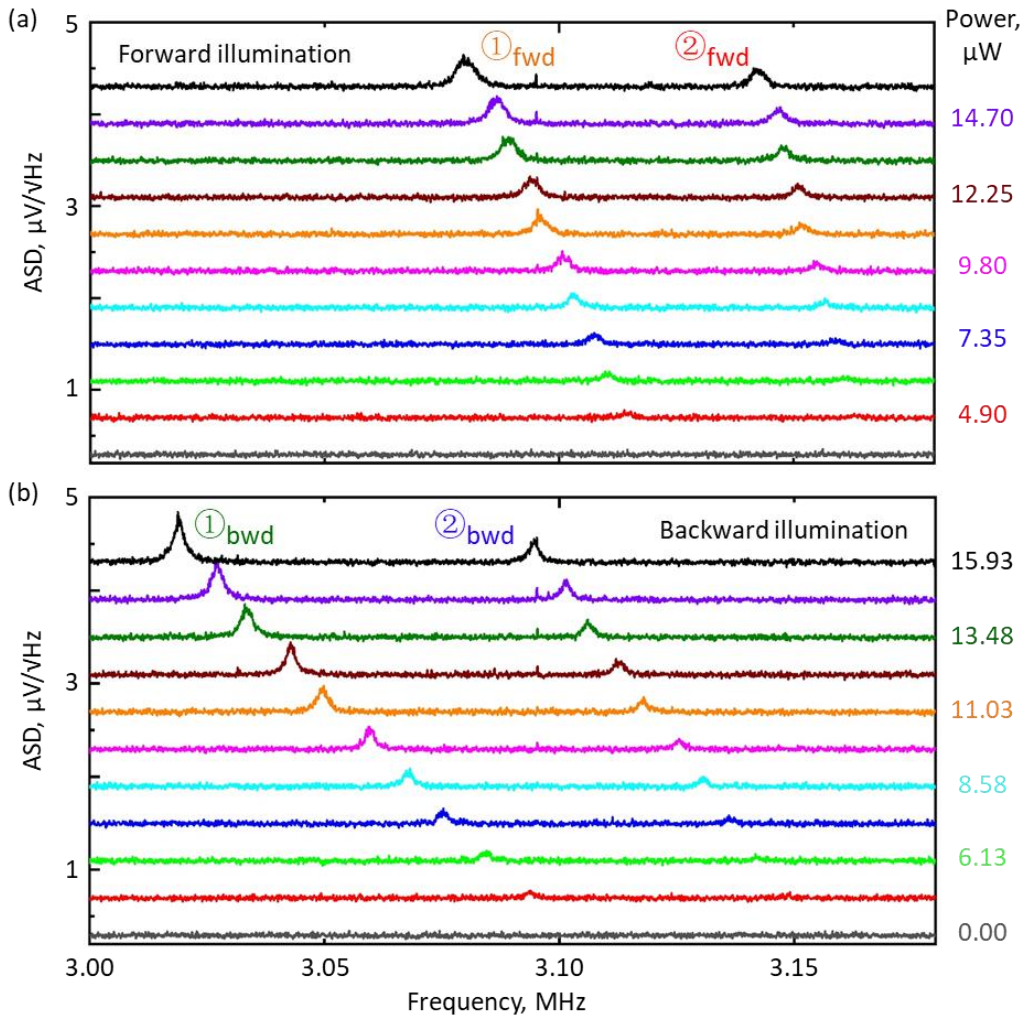 (a)
5
Forward illumination
①fwd
②fwd
Power,
μW
14.70
12.25
9.80
7.35
4.90
3
1
ASD, μV/√Hz
(b)
5
①bwd
②bwd
Backward illumination
15.93
13.48
11.03
8.58
6.13
0.00
3
1
ASD, μV/√Hz
3.00 3.05 3.10 3.15
Frequency, MHz